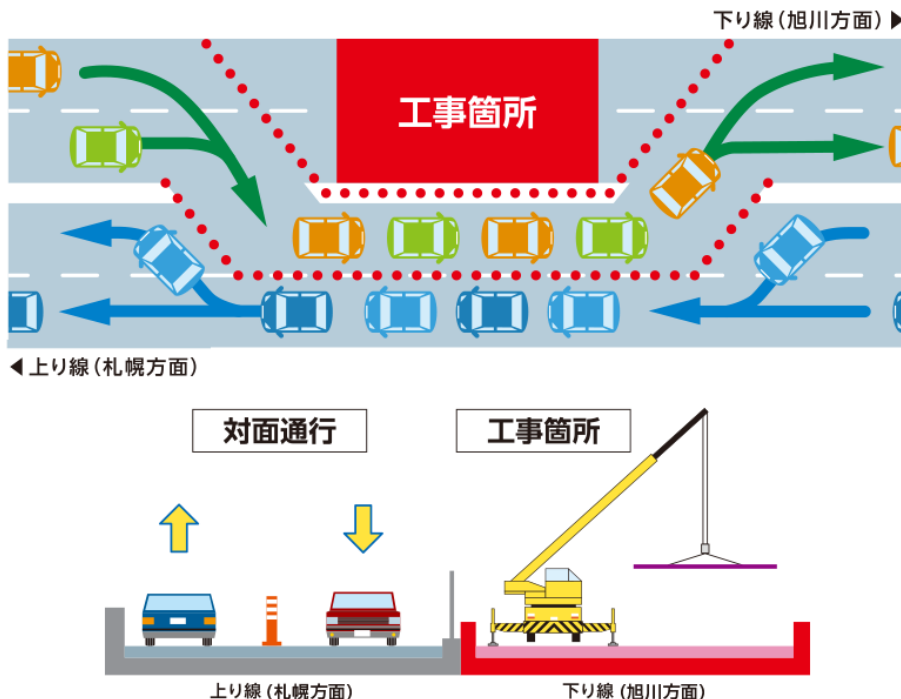 下り線(旭川方面)▶
工事箇所
◀上り線(札幌方面)
対面通行
工事箇所
上り線(札幌方面)
下り線(旭川方面)